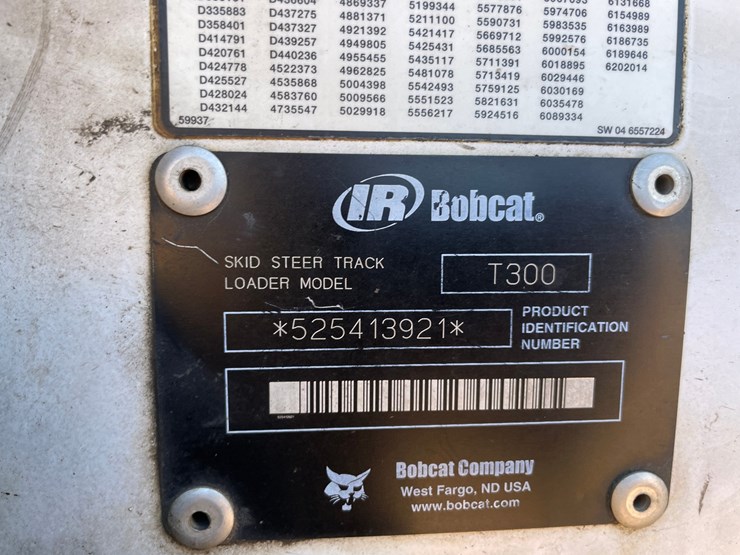 D335883 D437275 4881371 5211100 5590731 5983535 6163989
D358401 D437327 4921392 5421417 5669712 5992576 6186735
D414791 D439257 4949805 5425431 5685563 6000154 6189646
D420761 D440236 4955455 5435117 5711391 6018895 6202014
D424778 4522373 4962825 5481078 5713419 6029446
D425527 4535868 5004398 5542493 5759125 6030169
D428024 4583760 5009566 5551523 5821631 6035478
D432144 4735547 5029918 5556217 5924516 6089334
59937
SW 04 6557224
IR Bobcat®
SKID STEER TRACK
LOADER MODEL
T300
*525413921*
PRODUCT
IDENTIFICATION
NUMBER
Bobcat Company
West Fargo, ND USA
www.bobcat.com